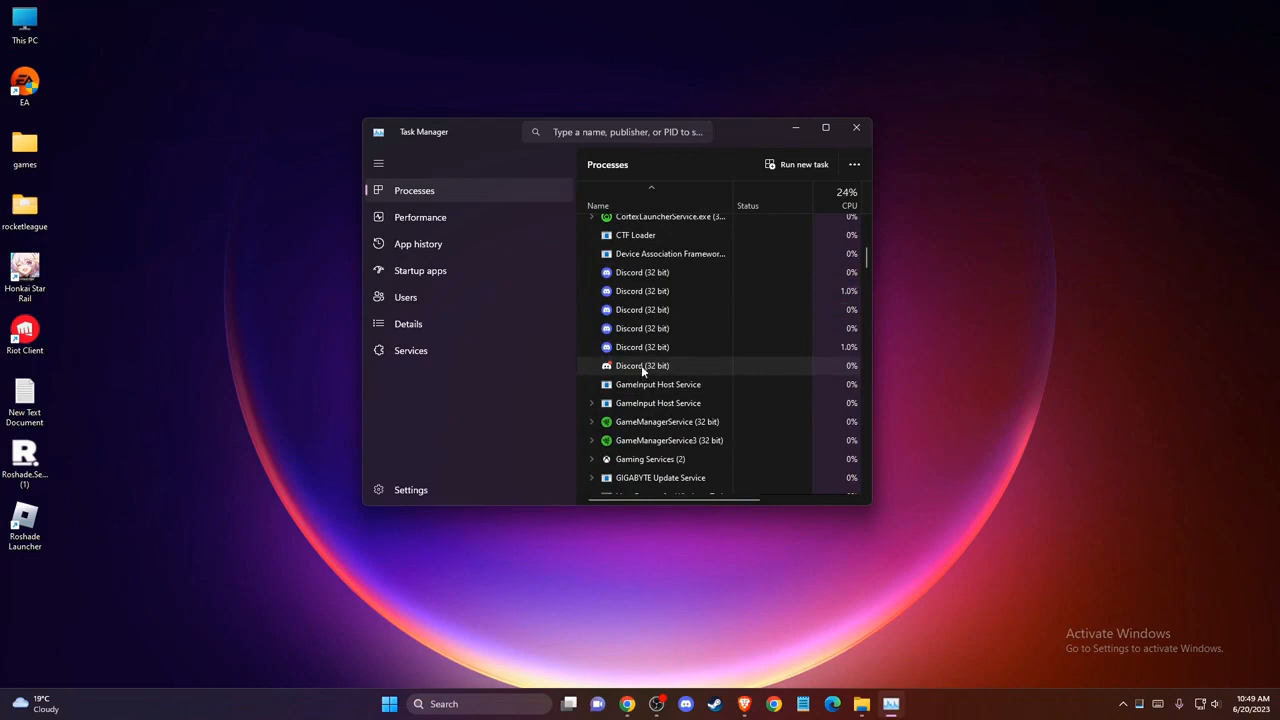 This PC
EA
games
rocketleague
Honkai Star
Rail
Riot Client
New Text
Document
Roshade.Se...
(1)
Roshade
Launcher
Task Manager
Type a name, publisher, or PID to s...
Processes
Performance
App history
Startup apps
Users
Details
Services
Settings
Processes
Run new task
24%
Name Status CPU
CortexLauncherService.exe (3... 0%
CTF Loader 0%
Device Association Framewor... 0%
Discord (32 bit) 0%
Discord (32 bit) 1.0%
Discord (32 bit) 0%
Discord (32 bit) 0%
Discord (32 bit) 1.0%
Discord (32 bit) 0%
GameInput Host Service 0%
GameInput Host Service 0%
GameManagerService (32 bit) 0%
GameManagerService3 (32 bit) 0%
Gaming Services (2) 0%
GIGABYTE Update Service 0%
Activate Windows
Go to Settings to activate Windows.
19°C
Cloudy
Search
10:49 AM
6/20/2023